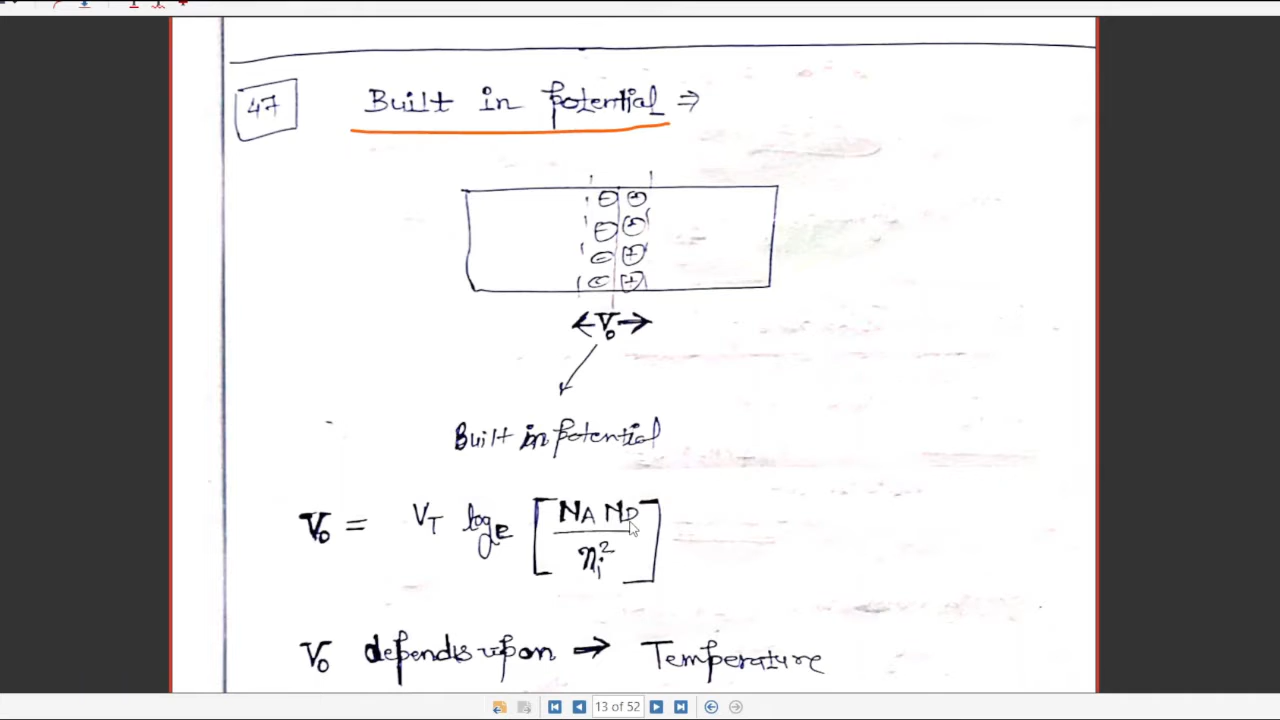 47 Built in potential ⇒
⊖ ⊕
⊖ ⊕
⊖ ⊕
⊖ ⊕
← V₀ →
Built in potential
V₀ = V_T log_e [ N_A N_D / n_i² ]
V₀ depends upon → Temperature
13 of 52